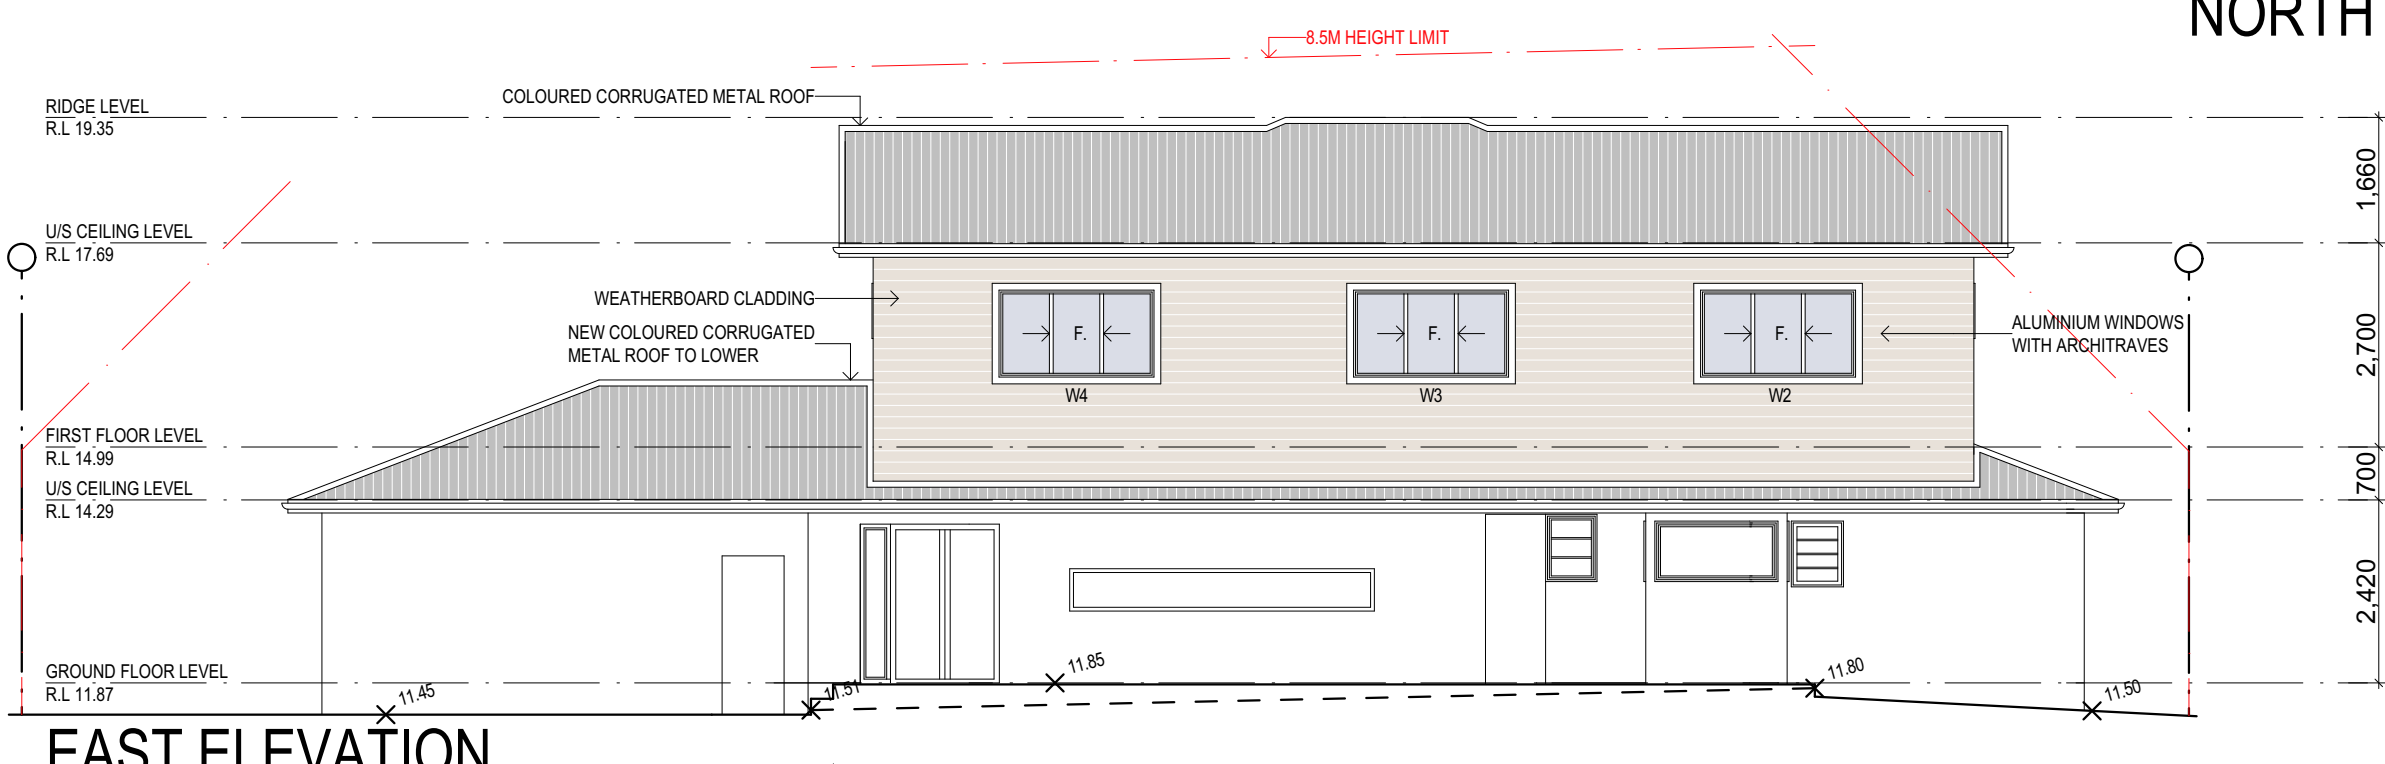 NORTH
8.5M HEIGHT LIMIT
COLOURED CORRUGATED METAL ROOF
RIDGE LEVEL
R.L 19.35
1,660
U/S CEILING LEVEL
R.L 17.69
WEATHERBOARD CLADDING
NEW COLOURED CORRUGATED
METAL ROOF TO LOWER
F.
F.
F.
ALUMINIUM WINDOWS
WITH ARCHITRAVES
2,700
W4
W3
W2
FIRST FLOOR LEVEL
R.L 14.99
700
U/S CEILING LEVEL
R.L 14.29
2,420
GROUND FLOOR LEVEL
R.L 11.87
11.45
11.51
11.85
11.80
11.50
EAST ELEVATION